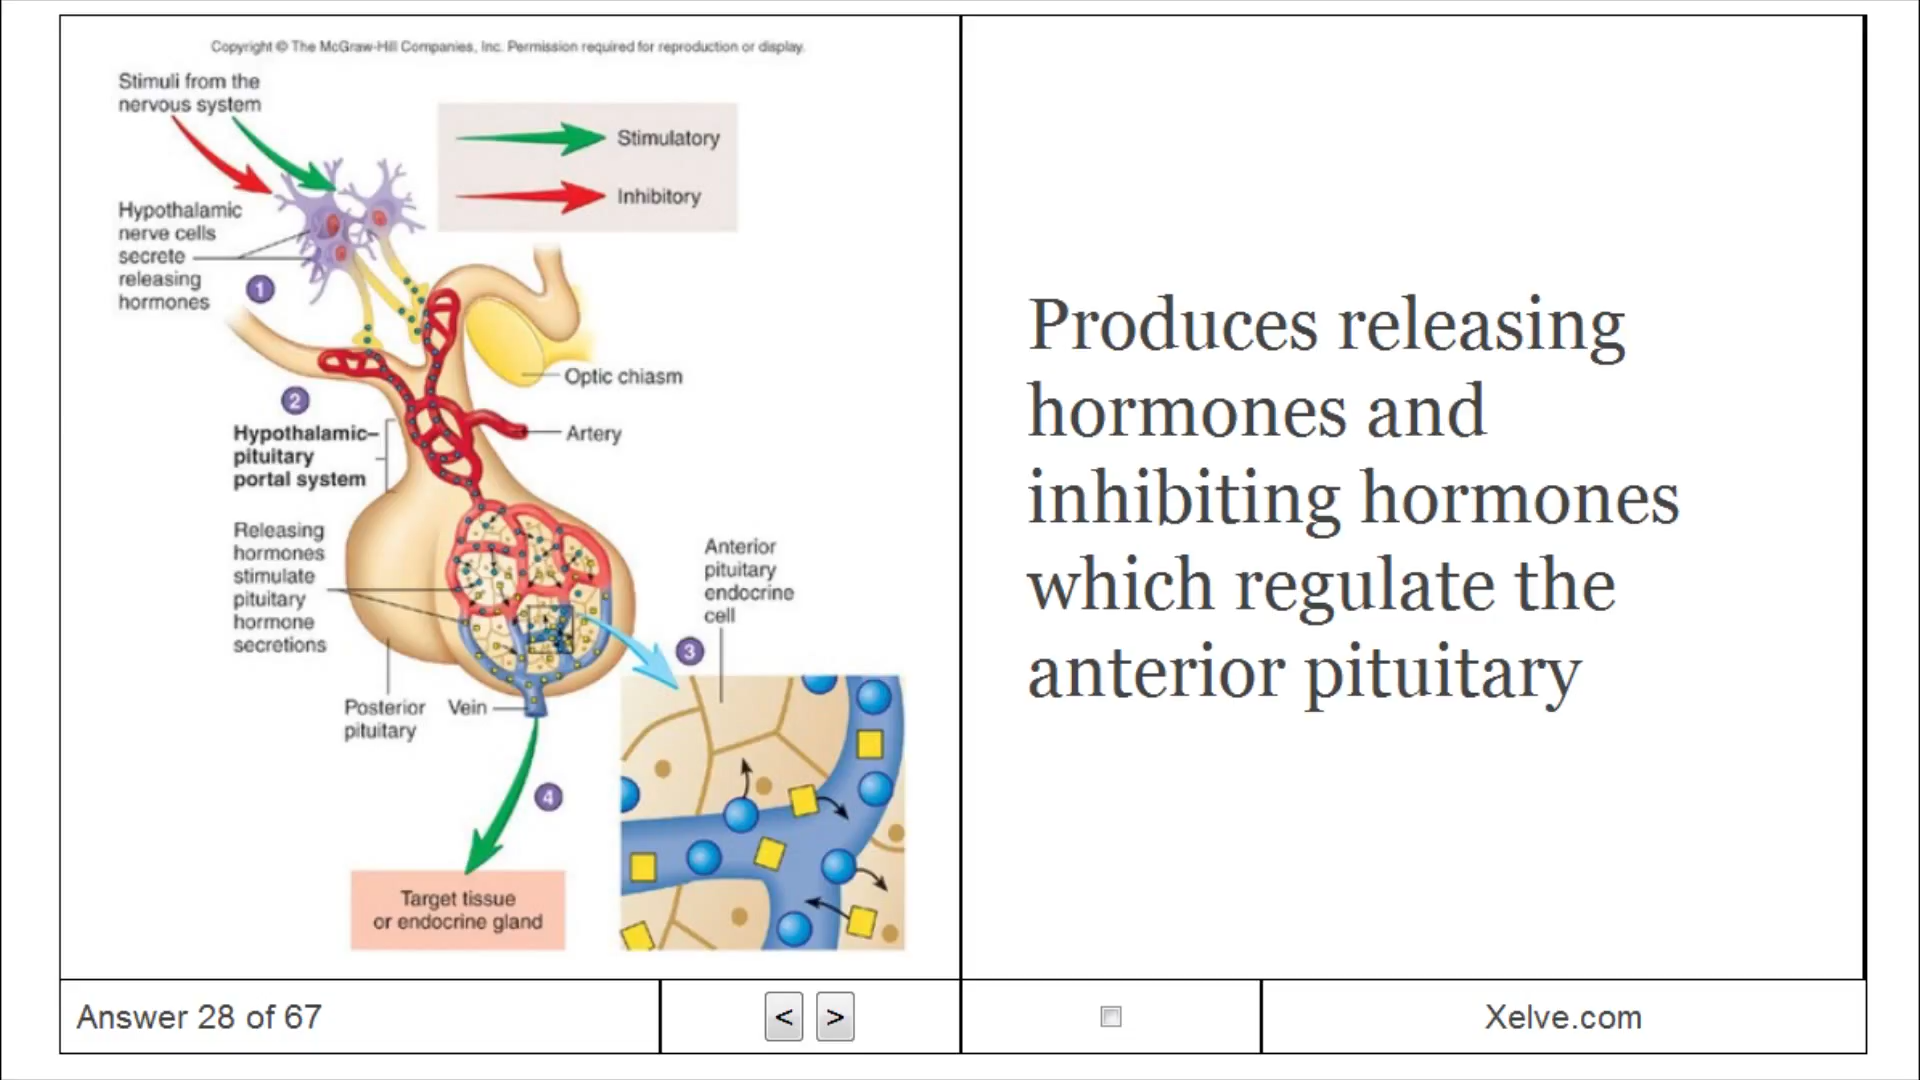 Copyright © The McGraw-Hill Companies, Inc. Permission required for reproduction or display.
Stimuli from the
nervous system
Stimulatory
Inhibitory
Hypothalamic
nerve cells
secrete
releasing
hormones
1
Optic chiasm
2
Hypothalamic–
pituitary
portal system
Artery
Releasing
hormones
stimulate
pituitary
hormone
secretions
Anterior
pituitary
endocrine
cell
3
Posterior
pituitary
Vein
4
Target tissue
or endocrine gland
Produces releasing
hormones and
inhibiting hormones
which regulate the
anterior pituitary
Answer 28 of 67
< >
Xelve.com